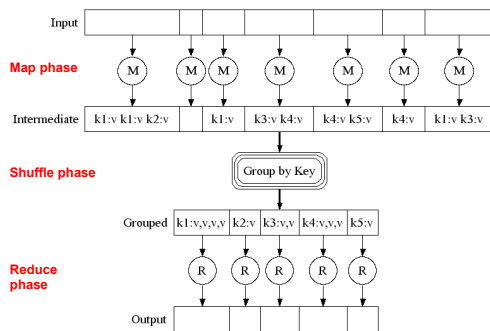 Input
Map phase
M M M M M M M
Intermediate k1:v k1:v k2:v k1:v k3:v k4:v k4:v k5:v k4:v k1:v k3:v
Shuffle phase
Group by Key
Grouped k1:v,v,v,v k2:v k3:v,v k4:v,v,v k5:v
Reduce
phase
R R R R R
Output